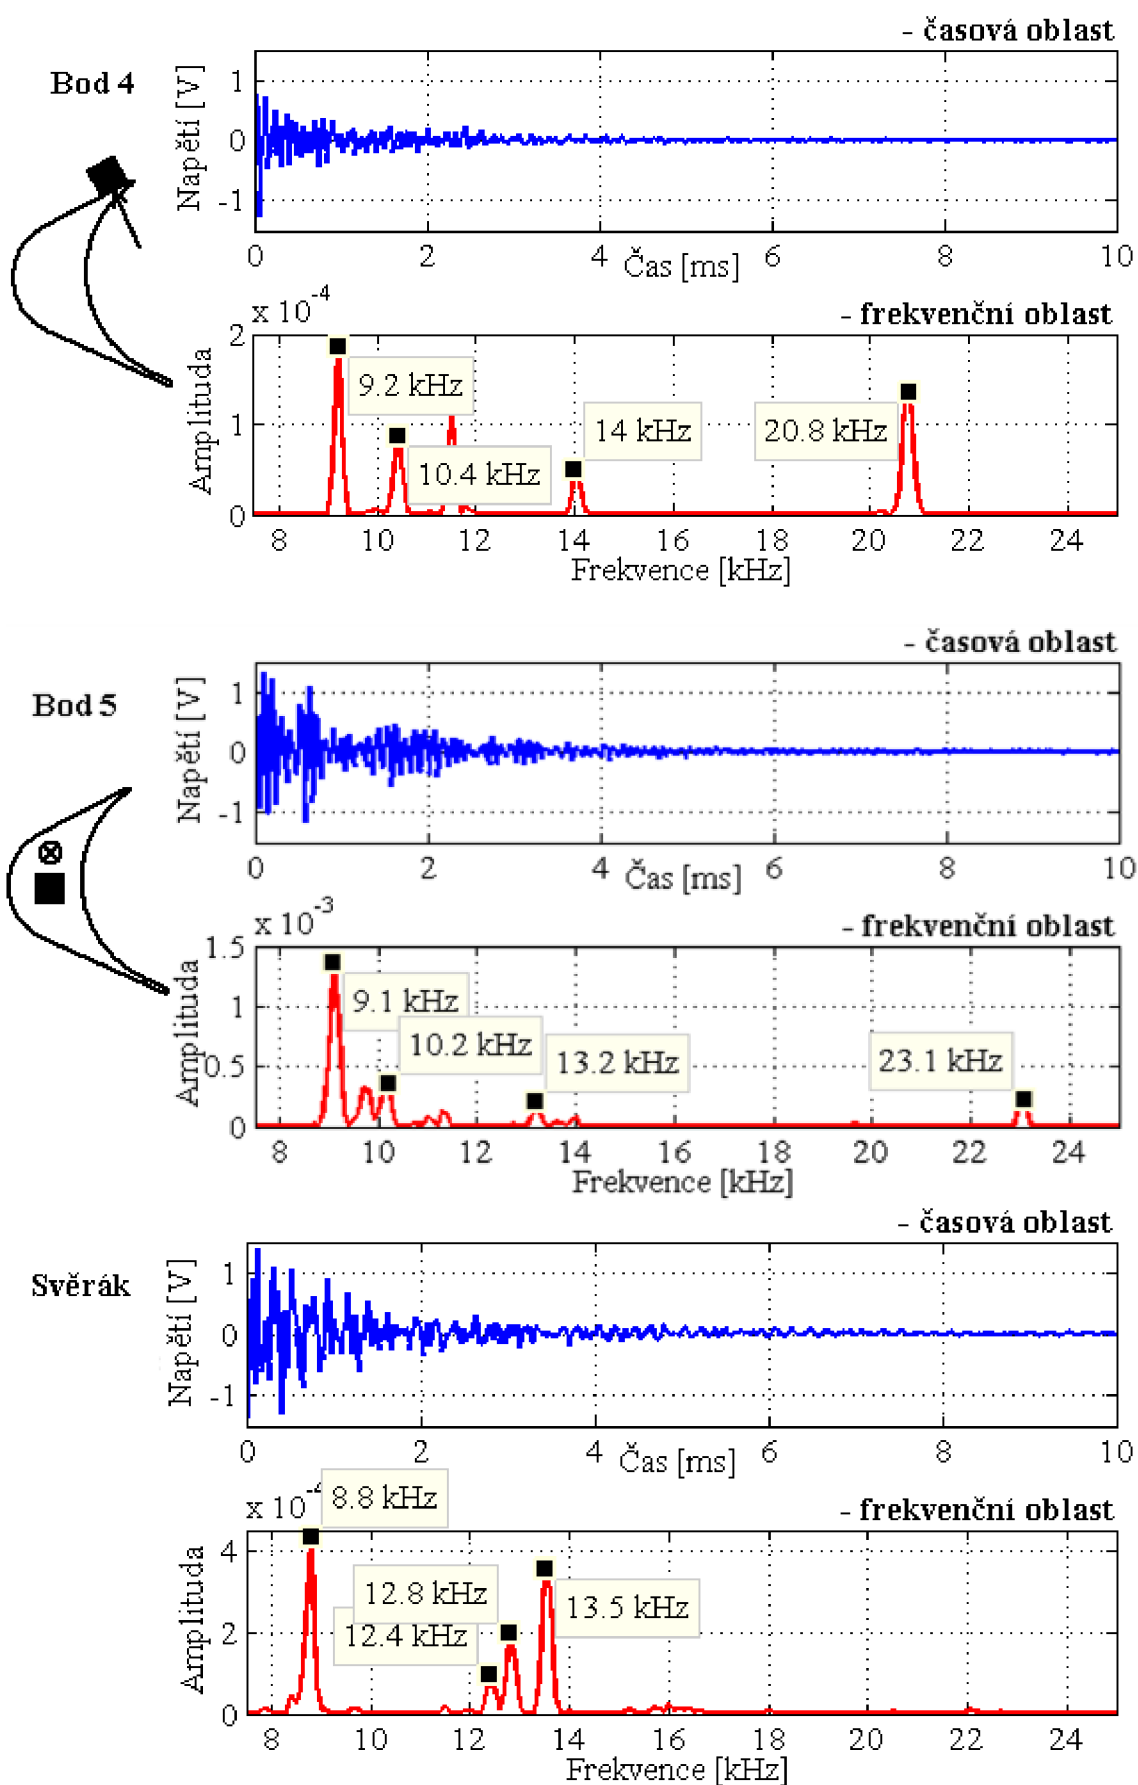 - časová oblast
Bod 4
Napětí [V]
1
0
-1
0 2 4 6 8 10
Čas [ms]
x 10-4
- frekvenční oblast
Amplituda
2
1
0
9.2 kHz
10.4 kHz
14 kHz
20.8 kHz
8 10 12 14 16 18 20 22 24
Frekvence [kHz]
- časová oblast
Bod 5
Napětí [V]
1
0
-1
0 2 4 6 8 10
Čas [ms]
x 10-3
- frekvenční oblast
Amplituda
1.5
1
0.5
0
9.1 kHz
10.2 kHz
13.2 kHz
23.1 kHz
8 10 12 14 16 18 20 22 24
Frekvence [kHz]
- časová oblast
Svěrák
Napětí [V]
1
0
-1
0 2 4 6 8 10
Čas [ms]
x 10-4
8.8 kHz
- frekvenční oblast
Amplituda
4
2
0
12.8 kHz
12.4 kHz
13.5 kHz
8 10 12 14 16 18 20 22 24
Frekvence [kHz]